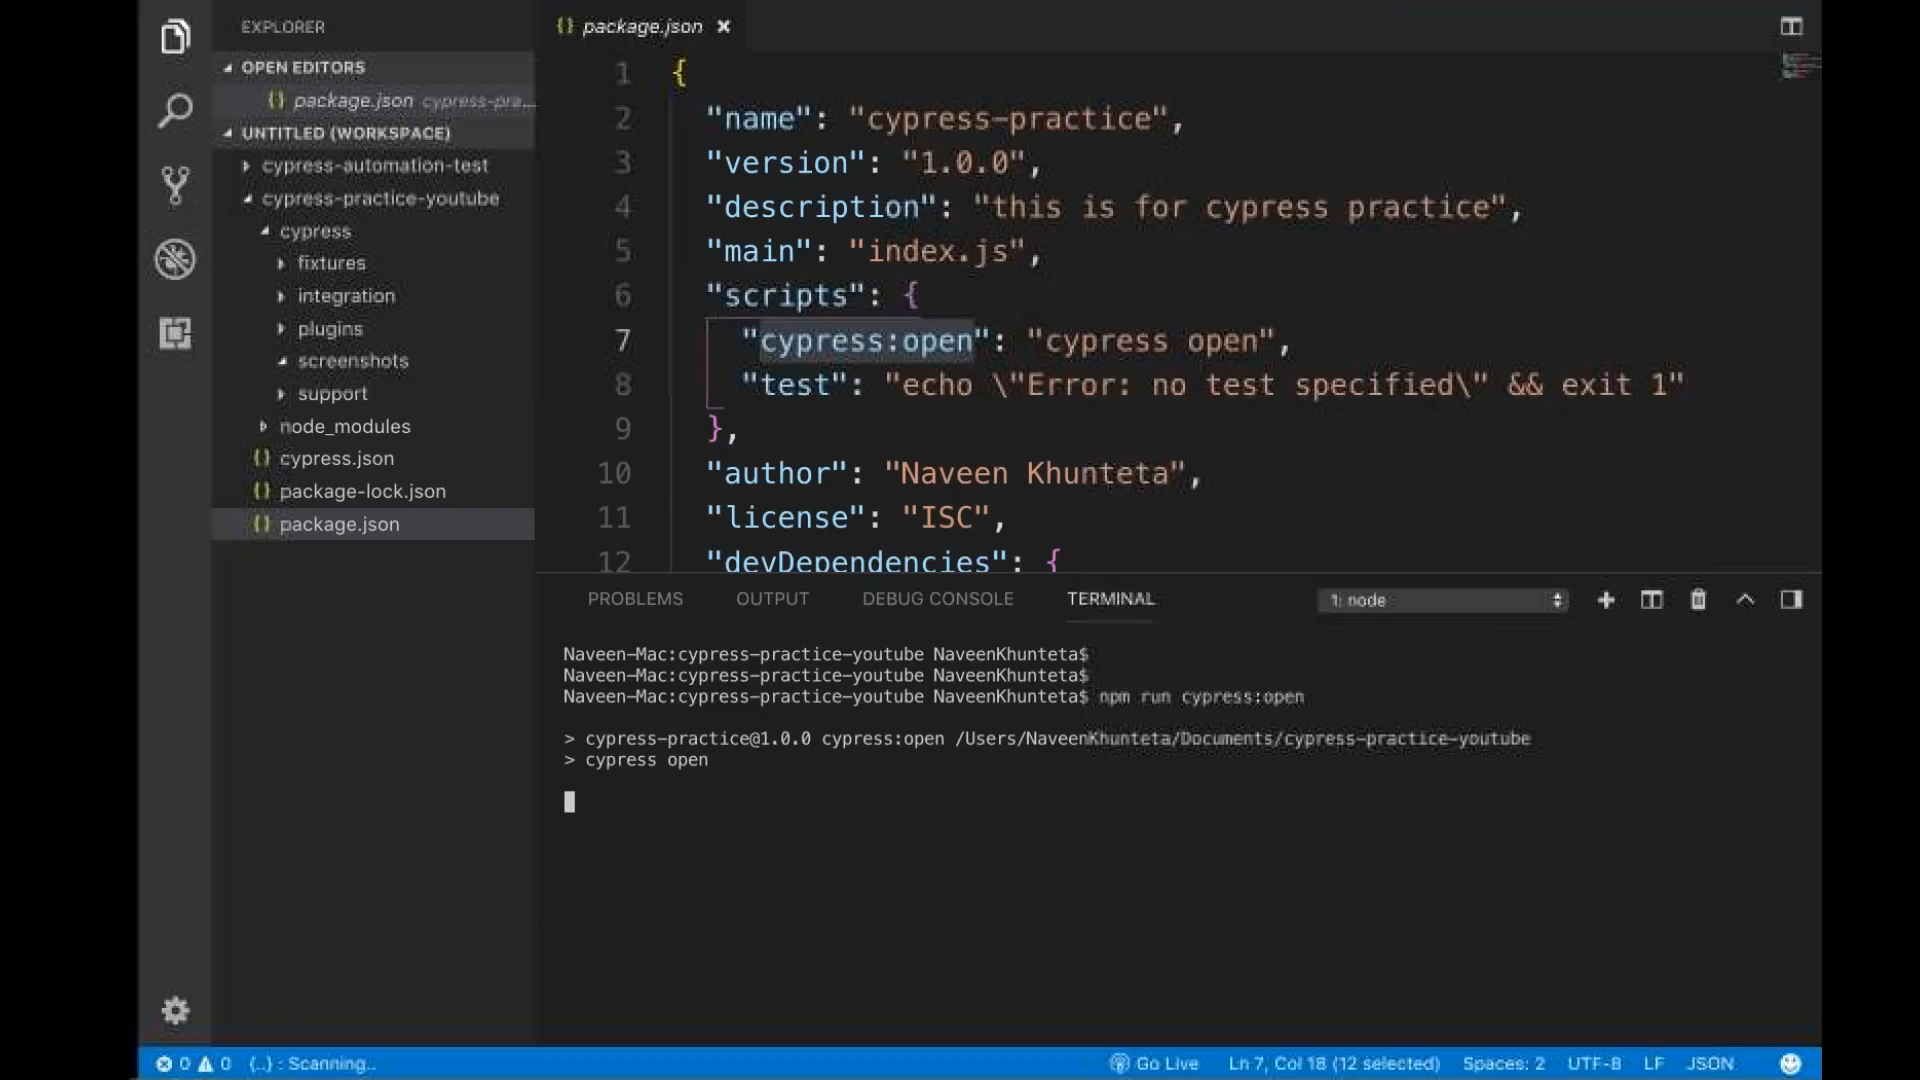 EXPLORER
OPEN EDITORS
package.json cypress-pra...
UNTITLED (WORKSPACE)
cypress-automation-test
cypress-practice-youtube
cypress
fixtures
integration
plugins
screenshots
support
node_modules
{} cypress.json
{} package-lock.json
{} package.json
{} package.json ×
1 {
2 "name": "cypress-practice",
3 "version": "1.0.0",
4 "description": "this is for cypress practice",
5 "main": "index.js",
6 "scripts": {
7 "cypress:open": "cypress open",
8 "test": "echo \"Error: no test specified\" && exit 1"
9 },
10 "author": "Naveen Khunteta",
11 "license": "ISC",
12 "devDependencies": {
PROBLEMS OUTPUT DEBUG CONSOLE TERMINAL 1: node
Naveen-Mac:cypress-practice-youtube NaveenKhunteta$
Naveen-Mac:cypress-practice-youtube NaveenKhunteta$
Naveen-Mac:cypress-practice-youtube NaveenKhunteta$ npm run cypress:open
> cypress-practice@1.0.0 cypress:open /Users/NaveenKhunteta/Documents/cypress-practice-youtube
> cypress open
0 0 {..} : Scanning.. Go Live Ln 7, Col 18 (12 selected) Spaces: 2 UTF-8 LF JSON